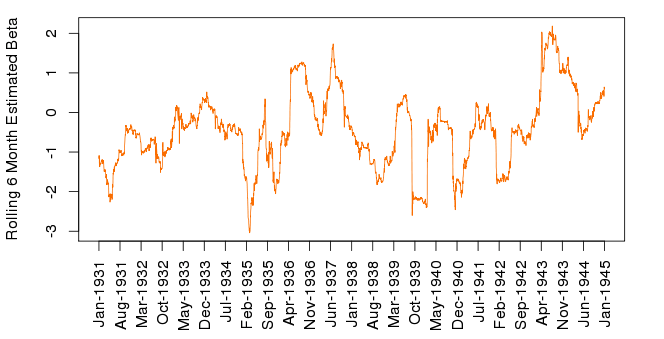 Rolling 6 Month Estimated Beta
2
1
0
-1
-2
-3
Jan-1931
Aug-1931
Mar-1932
Oct-1932
May-1933
Dec-1933
Jul-1934
Feb-1935
Sep-1935
Apr-1936
Nov-1936
Jun-1937
Jan-1938
Aug-1938
Mar-1939
Oct-1939
May-1940
Dec-1940
Jul-1941
Feb-1942
Sep-1942
Apr-1943
Nov-1943
Jun-1944
Jan-1945